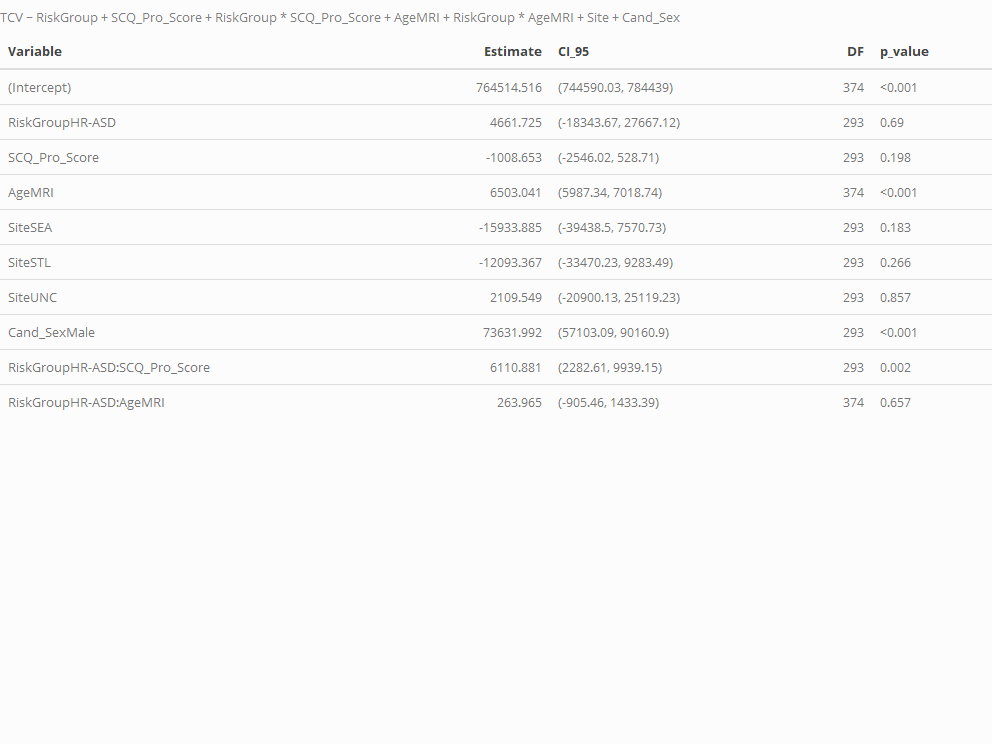 TCV ~ RiskGroup + SCQ_Pro_Score + RiskGroup * SCQ_Pro_Score + AgeMRI + RiskGroup * AgeMRI + Site + Cand_Sex
Variable Estimate CI_95 DF p_value
(Intercept) 764514.516 (744590.03, 784439) 374 <0.001
RiskGroupHR-ASD 4661.725 (-18343.67, 27667.12) 293 0.69
SCQ_Pro_Score -1008.653 (-2546.02, 528.71) 293 0.198
AgeMRI 6503.041 (5987.34, 7018.74) 374 <0.001
SiteSEA -15933.885 (-39438.5, 7570.73) 293 0.183
SiteSTL -12093.367 (-33470.23, 9283.49) 293 0.266
SiteUNC 2109.549 (-20900.13, 25119.23) 293 0.857
Cand_SexMale 73631.992 (57103.09, 90160.9) 293 <0.001
RiskGroupHR-ASD:SCQ_Pro_Score 6110.881 (2282.61, 9939.15) 293 0.002
RiskGroupHR-ASD:AgeMRI 263.965 (-905.46, 1433.39) 374 0.657